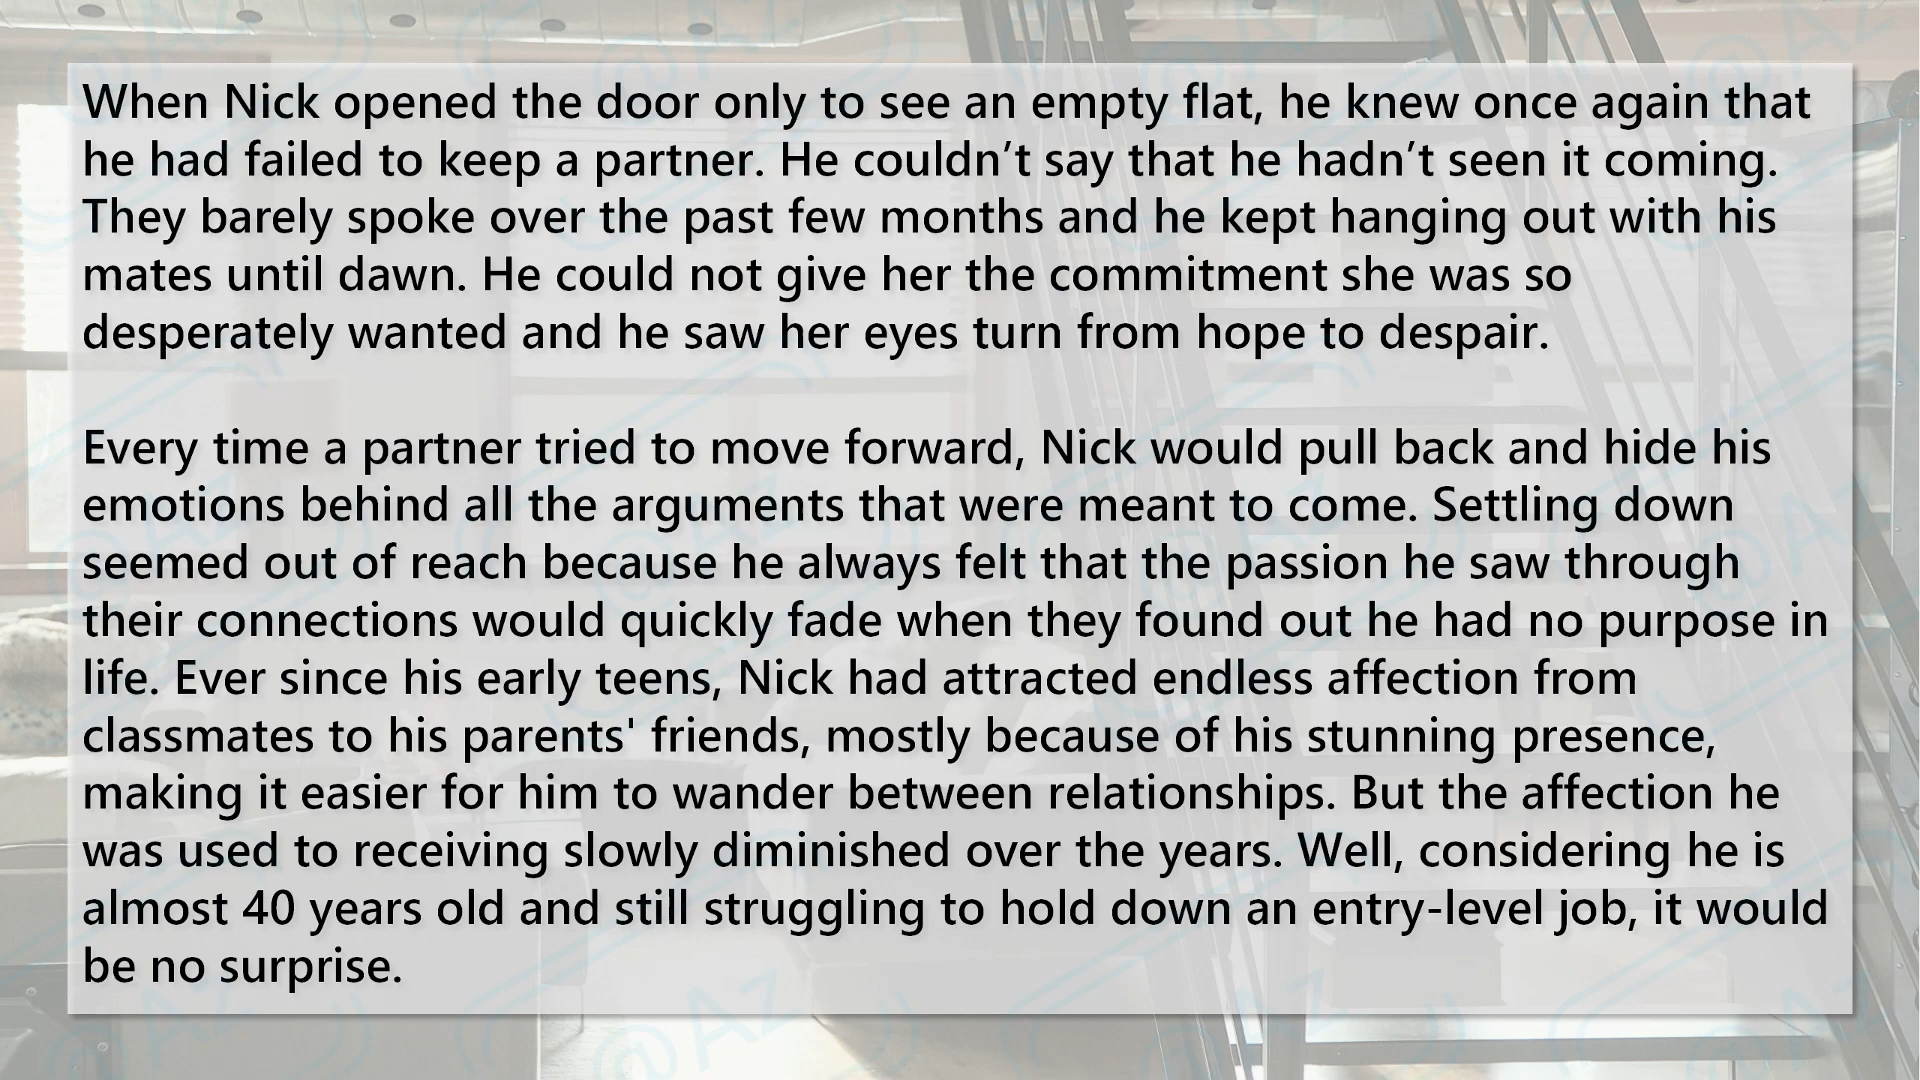 When Nick opened the door only to see an empty flat, he knew once again that
he had failed to keep a partner. He couldn’t say that he hadn’t seen it coming.
They barely spoke over the past few months and he kept hanging out with his
mates until dawn. He could not give her the commitment she was so
desperately wanted and he saw her eyes turn from hope to despair.
Every time a partner tried to move forward, Nick would pull back and hide his
emotions behind all the arguments that were meant to come. Settling down
seemed out of reach because he always felt that the passion he saw through
their connections would quickly fade when they found out he had no purpose in
life. Ever since his early teens, Nick had attracted endless affection from
classmates to his parents' friends, mostly because of his stunning presence,
making it easier for him to wander between relationships. But the affection he
was used to receiving slowly diminished over the years. Well, considering he is
almost 40 years old and still struggling to hold down an entry-level job, it would
be no surprise.